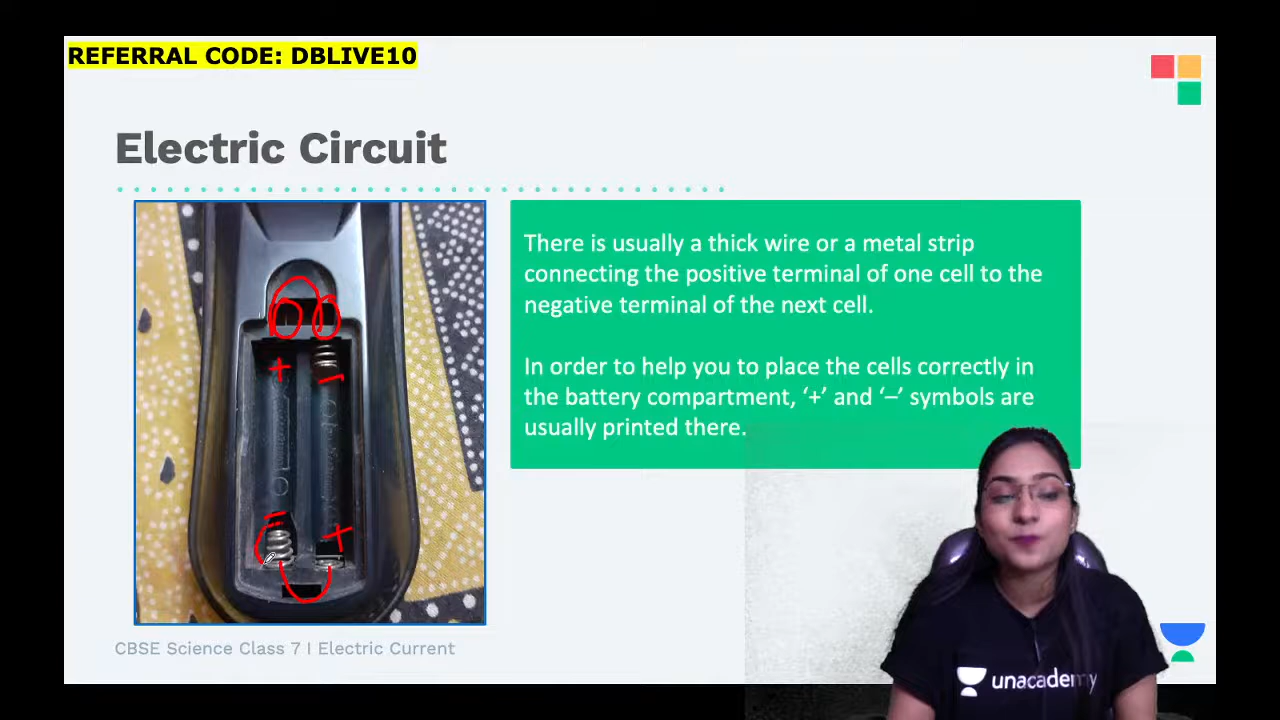 REFERRAL CODE: DBLIVE10
Electric Circuit
There is usually a thick wire or a metal strip
connecting the positive terminal of one cell to the
negative terminal of the next cell.
In order to help you to place the cells correctly in
the battery compartment, ‘+’ and ‘–’ symbols are
usually printed there.
+ –
– +
CBSE Science Class 7 I Electric Current
unacademy